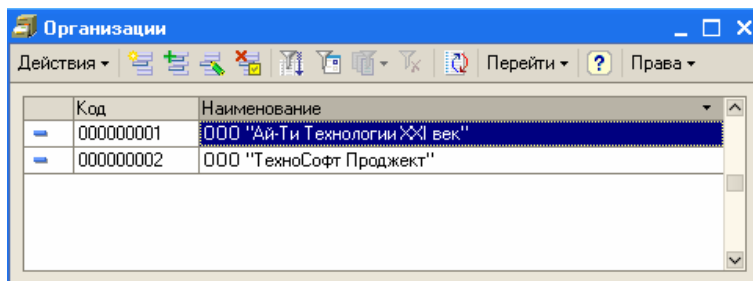 Организации
Действия Перейти ? Права
Код Наименование
000000001 ООО "Ай-Ти Технологии XXI век"
000000002 ООО "ТехноСофт Проджект"